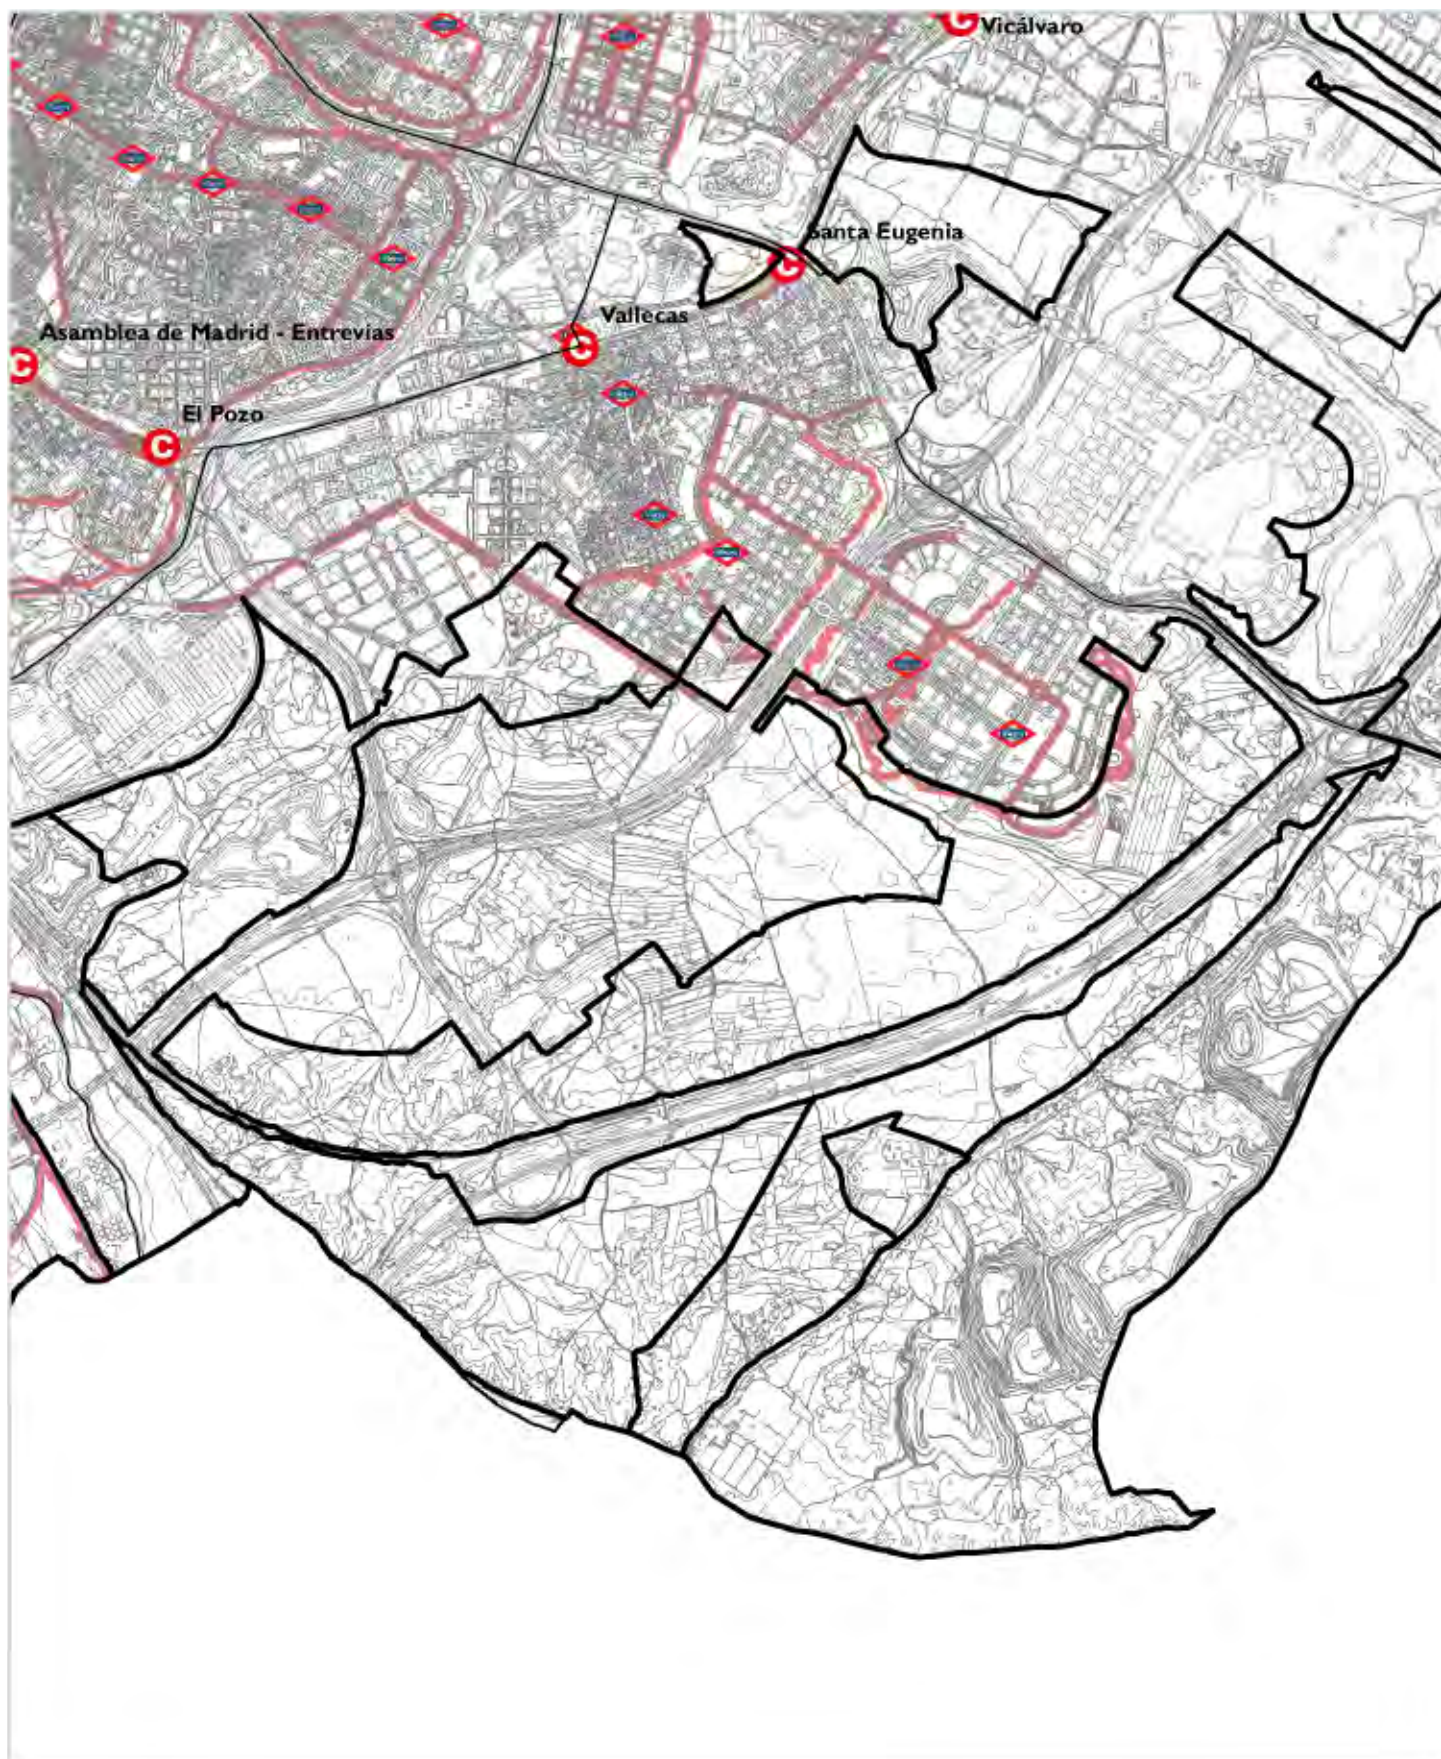 Vicálvaro
Santa Eugenia
Vallecas
Asamblea de Madrid - Entrevías
El Pozo